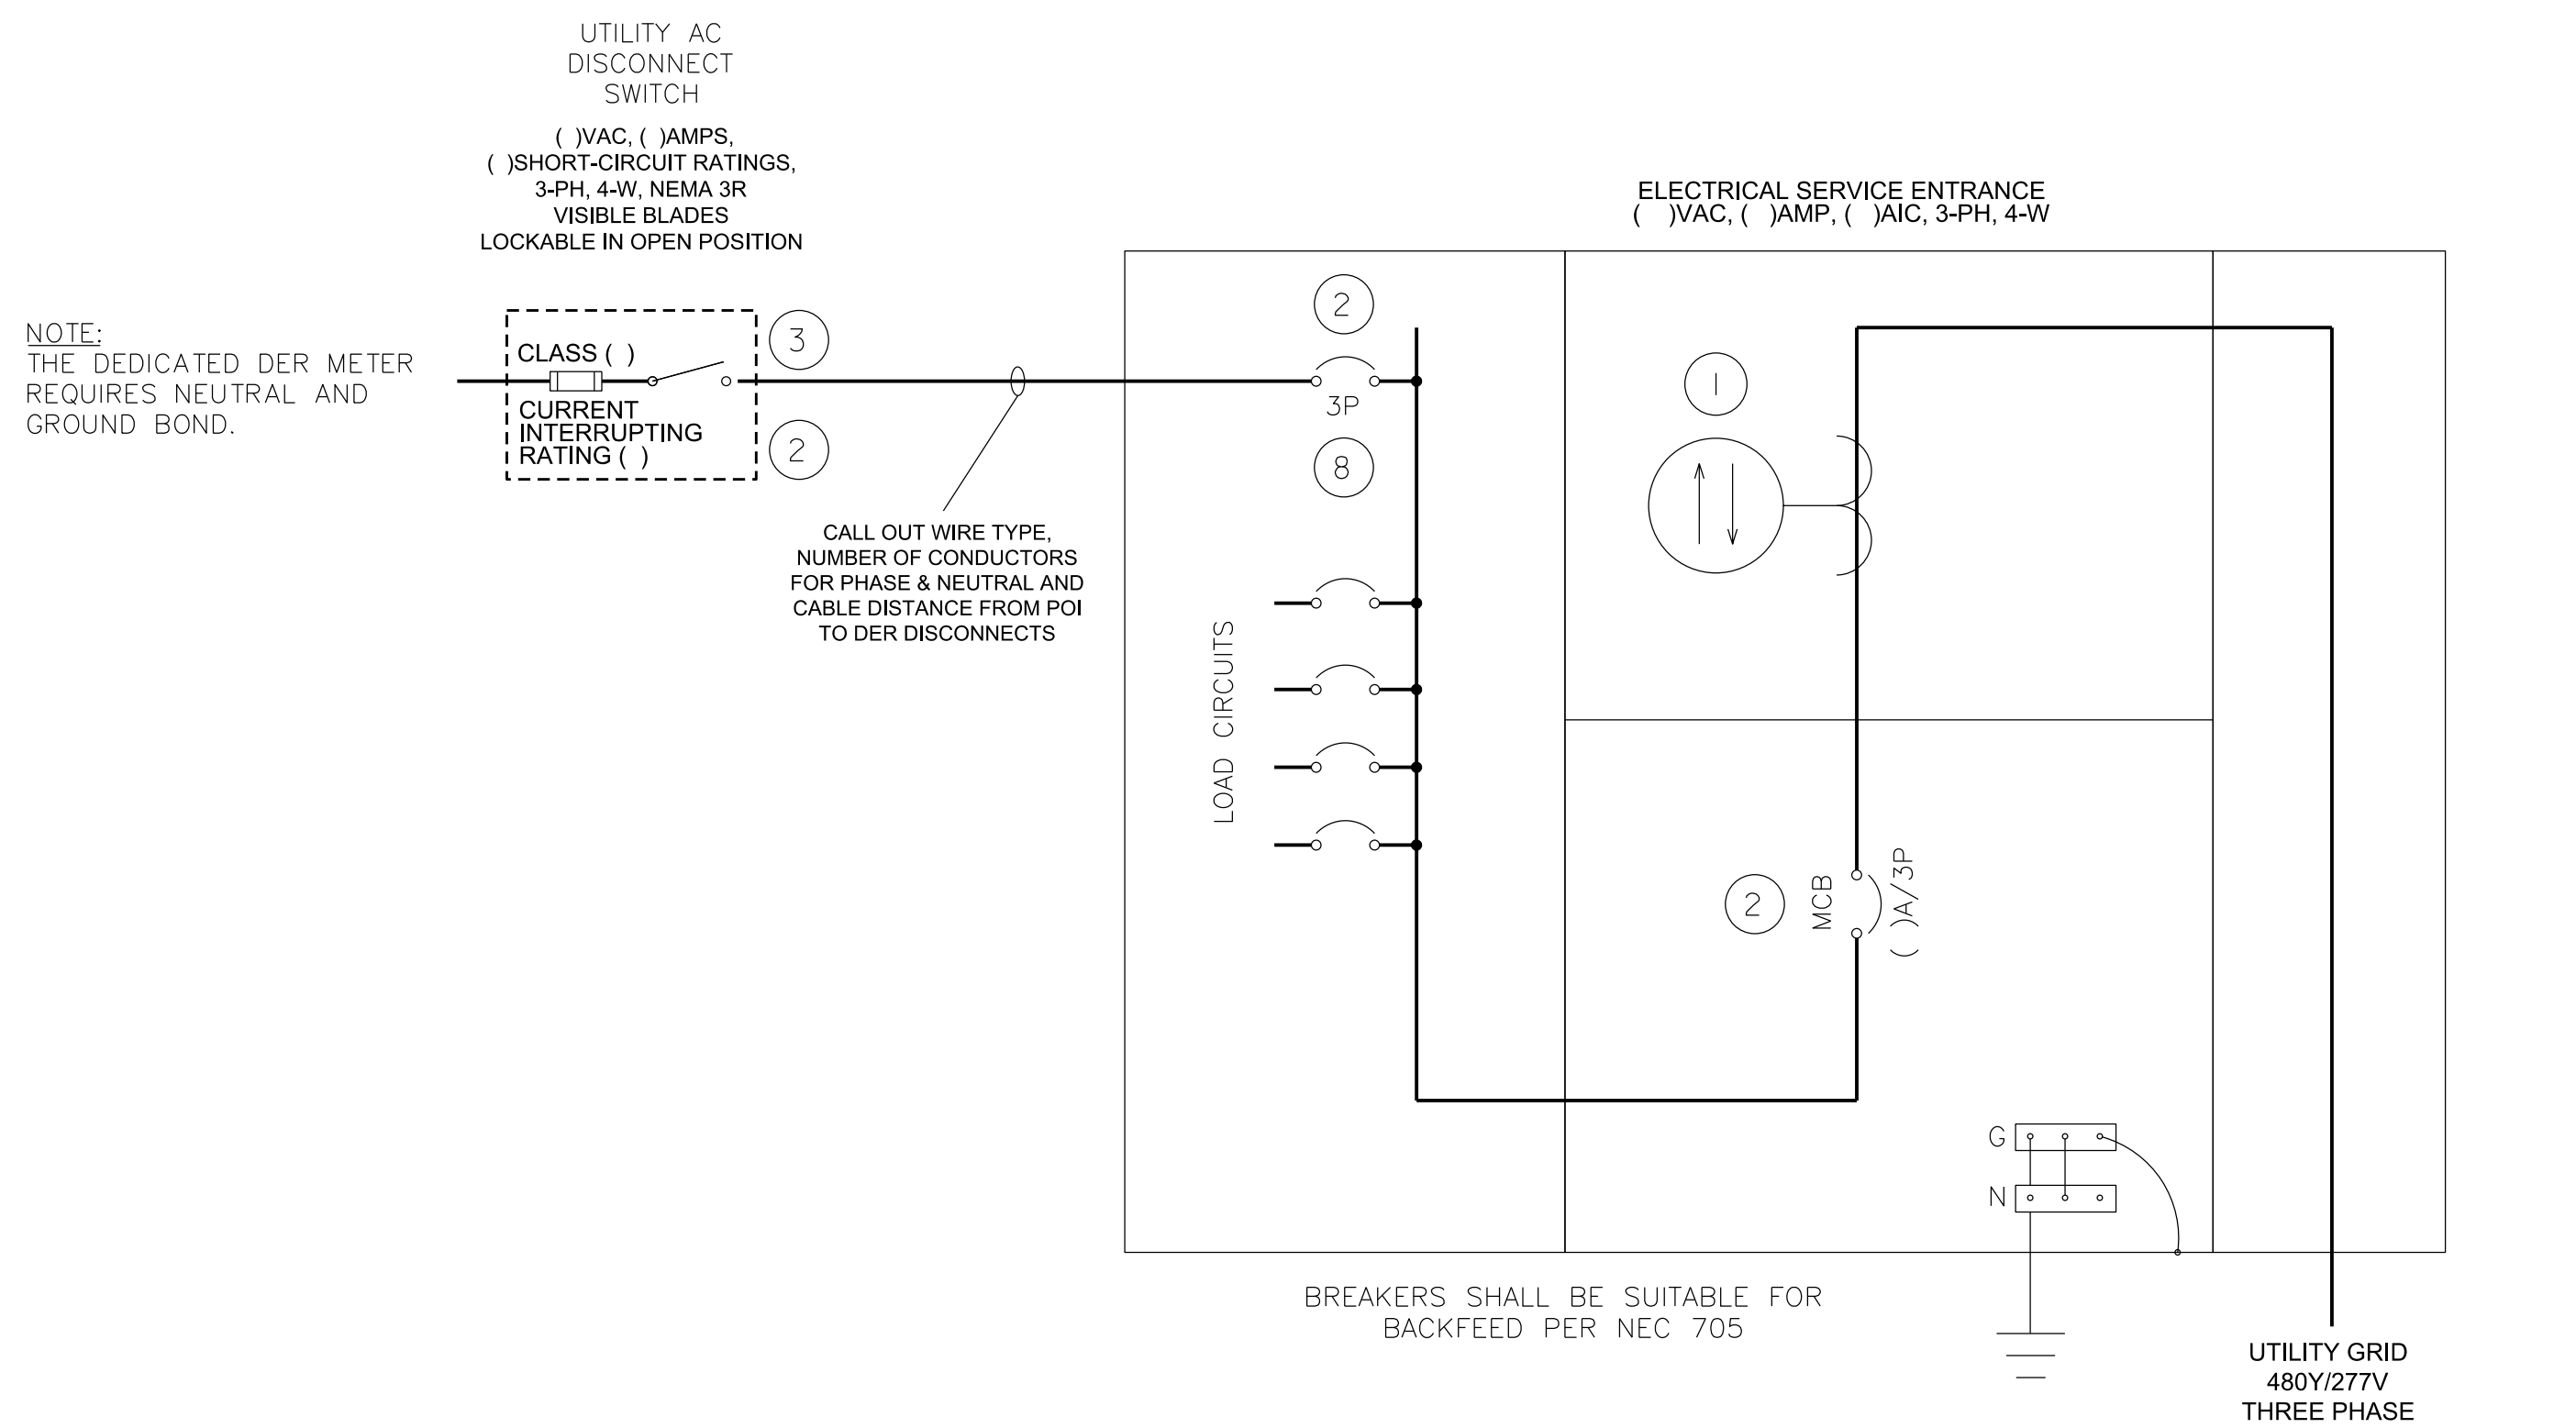 UTILITY AC
DISCONNECT
SWITCH
( )VAC, ( )AMPS,
( )SHORT-CIRCUIT RATINGS,
3-PH, 4-W, NEMA 3R
VISIBLE BLADES
LOCKABLE IN OPEN POSITION
ELECTRICAL SERVICE ENTRANCE
( )VAC, ( )AMP, ( )AIC, 3-PH, 4-W
NOTE:
THE DEDICATED DER METER
REQUIRES NEUTRAL AND
GROUND BOND.
CLASS ( )
CURRENT
INTERRUPTING
RATING ( )
3
2
CALL OUT WIRE TYPE,
NUMBER OF CONDUCTORS
FOR PHASE & NEUTRAL AND
CABLE DISTANCE FROM POI
TO DER DISCONNECTS
2
3P
8
LOAD CIRCUITS
1
2
MCB
( )A/3P
G
N
BREAKERS SHALL BE SUITABLE FOR
BACKFEED PER NEC 705
UTILITY GRID
480Y/277V
THREE PHASE